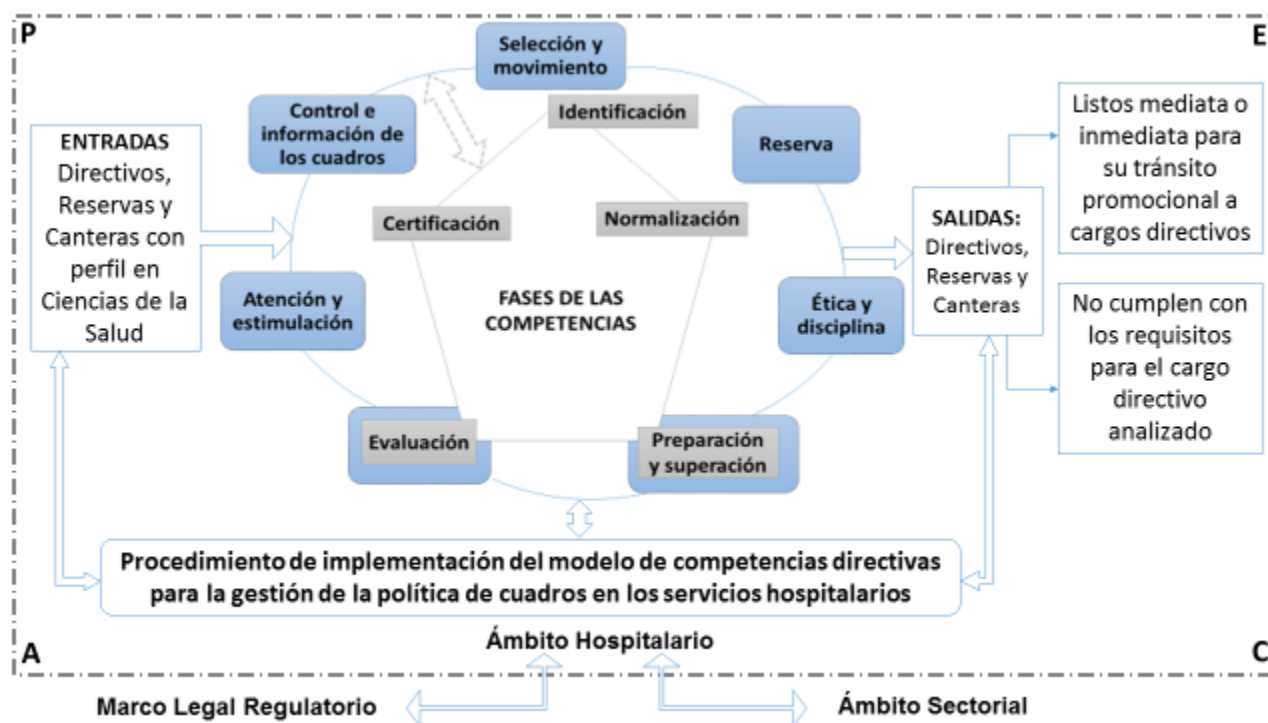 P
E
Selección y
movimiento
Identificación
Control e
información de
los cuadros
Reserva
ENTRADAS
Directivos,
Reservas y
Canteras con
perfil en
Ciencias de la
Salud
Certificación
Normalización
FASES DE LAS
COMPETENCIAS
Atención y
estimulación
Ética y
disciplina
Evaluación
Preparación
y superación
SALIDAS:
Directivos,
Reservas y
Canteras
Listos mediata o
inmediata para
su tránsito
promocional a
cargos directivos
No cumplen con
los requisitos
para el cargo
directivo
analizado
Procedimiento de implementación del modelo de competencias directivas
para la gestión de la política de cuadros en los servicios hospitalarios
Ámbito Hospitalario
A
C
Marco Legal Regulatorio
Ámbito Sectorial